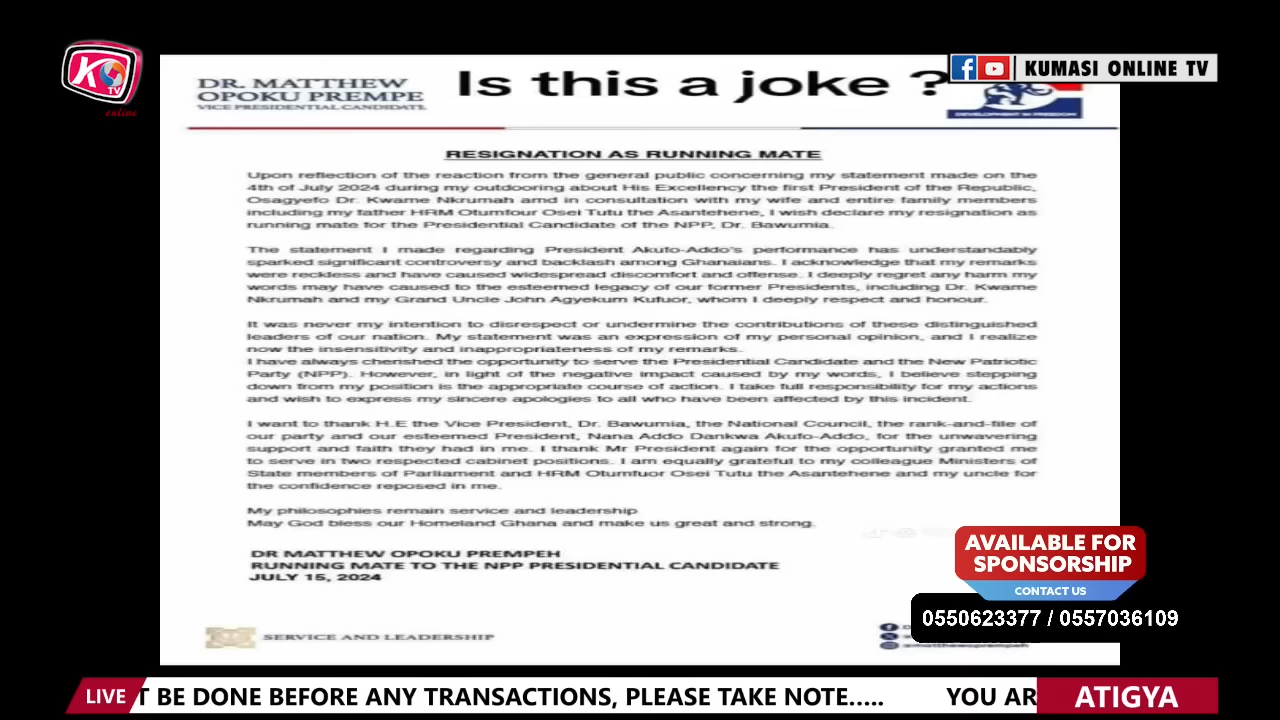 K
TV
online
Is this a joke ?
KUMASI ONLINE TV
DR. MATTHEW
OPOKU PREMPE
VICE PRESIDENTIAL CANDIDATE
DEVELOPMENT IN FREEDOM
RESIGNATION AS RUNNING MATE
Upon reflection of the reaction from the general public concerning my statement made on the
4th of July 2024 during my outdooring about His Excellency the first President of the Republic,
Osagyefo Dr. Kwame Nkrumah amd in consultation with my wife and entire family members
including my father HRM Otumfour Osei Tutu the Asantehene, I wish declare my resignation as
running mate for the Presidential Candidate of the NPP, Dr. Bawumia.
The statement I made regarding President Akufo-Addo's performance has understandably
sparked significant controversy and backlash among Ghanaians. I acknowledge that my remarks
were reckless and have caused widespread discomfort and offense. I deeply regret any harm my
words may have caused to the esteemed legacy of our former Presidents, including Dr. Kwame
Nkrumah and my Grand Uncle John Agyekum Kufuor, whom I deeply respect and honour.
It was never my intention to disrespect or undermine the contributions of these distinguished
leaders of our nation. My statement was an expression of my personal opinion, and I realize
now the insensitivity and inappropriateness of my remarks.
I have always cherished the opportunity to serve the Presidential Candidate and the New Patriotic
Party (NPP). However, in light of the negative impact caused by my words, I believe stepping
down from my position is the appropriate course of action. I take full responsibility for my actions
and wish to express my sincere apologies to all who have been affected by this incident.
I want to thank H.E the Vice President, Dr. Bawumia, the National Council, the rank-and-file of
our party and our esteemed President, Nana Addo Dankwa Akufo-Addo, for the unwavering
support and faith they had in me. I thank Mr President again for the opportunity granted me
to serve in two respected cabinet positions. I am equally grateful to my colleague Ministers of
State members of Parliament and HRM Otumfuor Osei Tutu the Asantehene and my uncle for
the confidence reposed in me.
My philosophies remain service and leadership
May God bless our Homeland Ghana and make us great and strong.
DR MATTHEW OPOKU PREMPEH
RUNNING MATE TO THE NPP PRESIDENTIAL CANDIDATE
JULY 15, 2024
SERVICE AND LEADERSHIP
AVAILABLE FOR
SPONSORSHIP
CONTACT US
0550623377 / 0557036109
LIVE
T BE DONE BEFORE ANY TRANSACTIONS, PLEASE TAKE NOTE..... YOU AR
ATIGYA